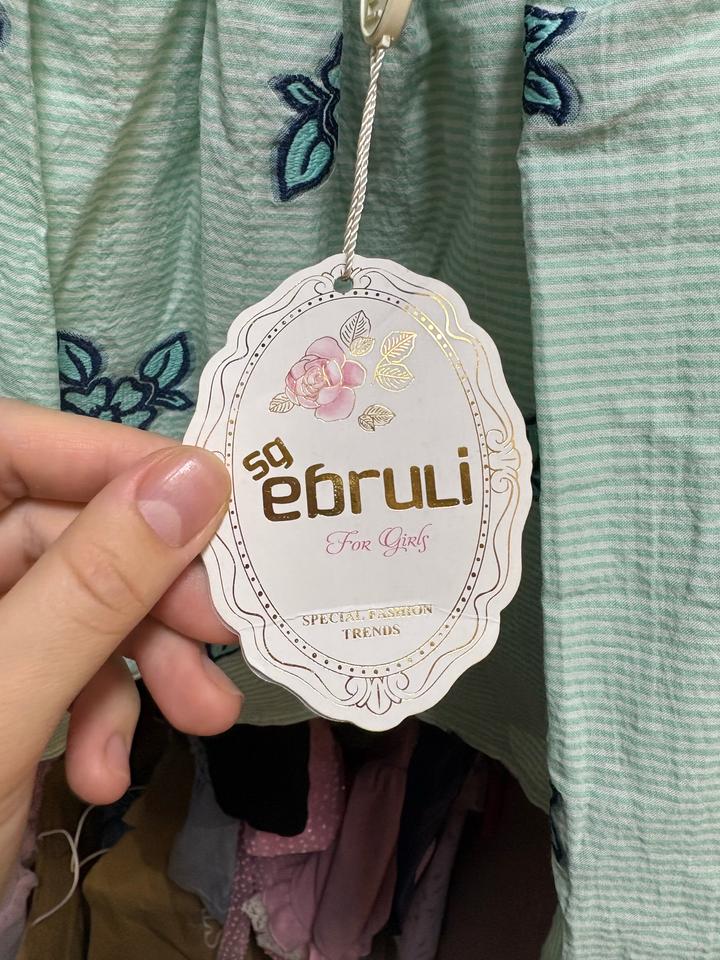 sg
ebruli
For Girls
SPECIAL FASHION
TRENDS